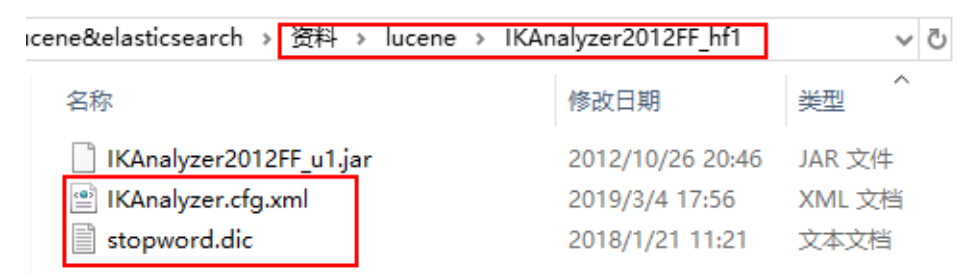 ucene&elasticsearch > 资料 > lucene > IKAnalyzer2012FF_hf1
名称 修改日期 类型
IKAnalyzer2012FF_u1.jar 2012/10/26 20:46 JAR 文件
IKAnalyzer.cfg.xml 2019/3/4 17:56 XML 文档
stopword.dic 2018/1/21 11:21 文本文档